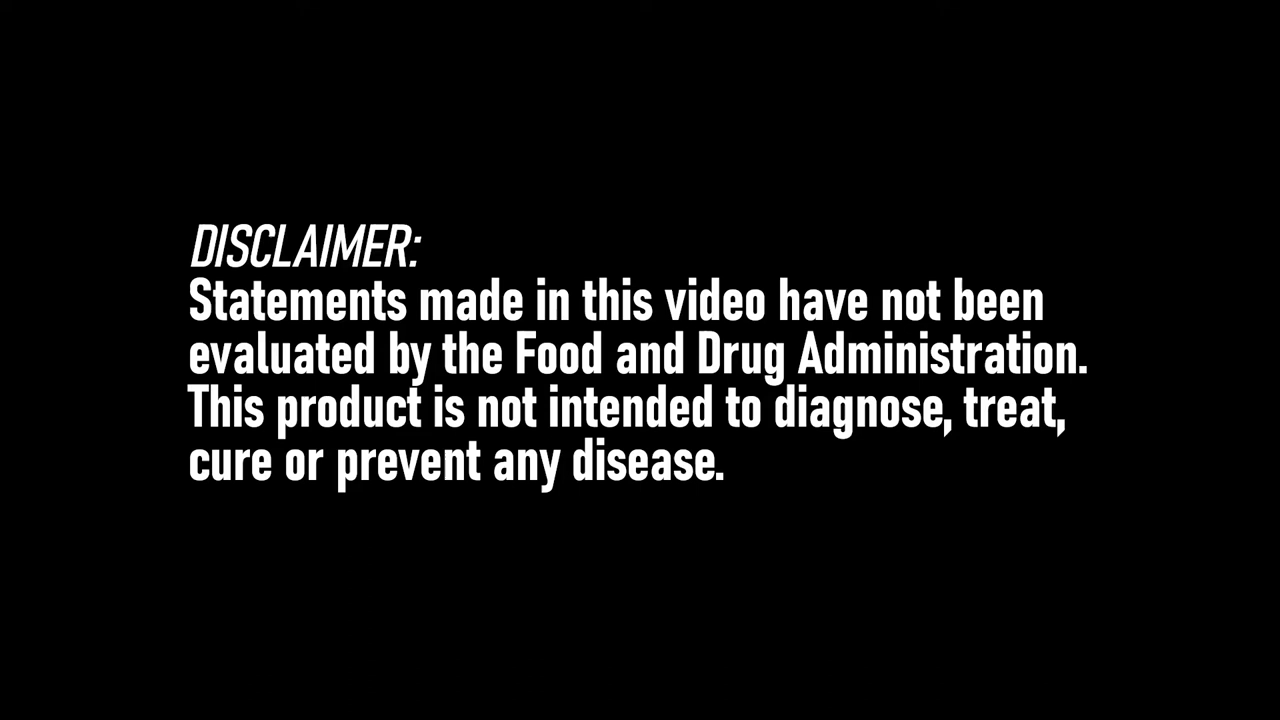 DISCLAIMER:
Statements made in this video have not been
evaluated by the Food and Drug Administration.
This product is not intended to diagnose, treat,
cure or prevent any disease.